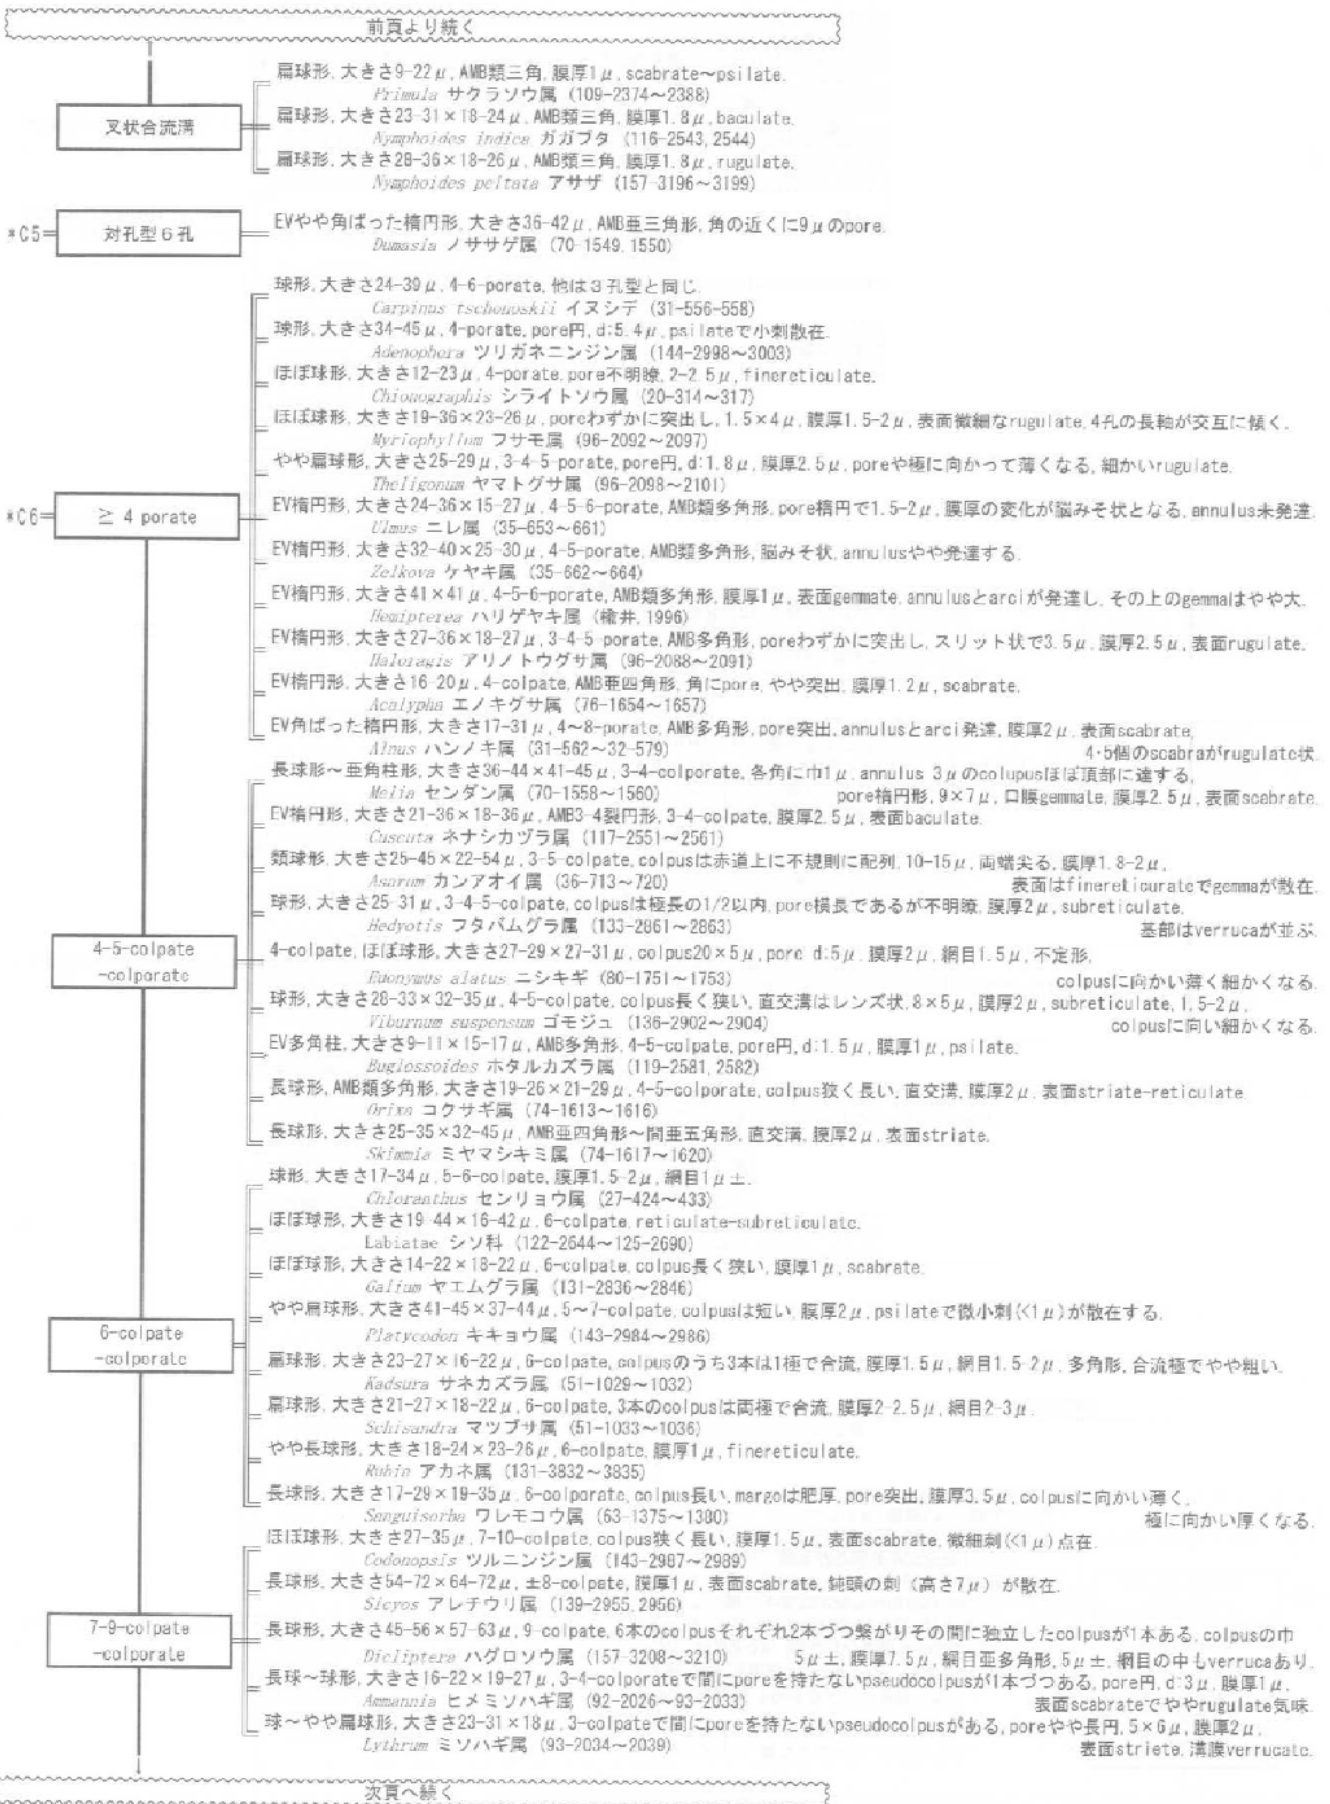 前頁より続く
扁球形, 大きさ9-22μ, AMB類三角, 膜厚1μ, scabrate～psilate.
Primula サクラソウ属 (109-2374～2388)
叉状合流溝
扁球形, 大きさ23-31×18-24μ, AMB類三角, 膜厚1.8μ, baculate.
Nymphoides indica ガガブタ (116-2543, 2544)
扁球形, 大きさ28-36×18-26μ, AMB類三角, 膜厚1.8μ, rugulate.
Nymphoides peltata アサザ (157-3196～3199)
*C5= 対孔型6孔
EVやや角ばった楕円形, 大きさ36-42μ, AMB亜三角形, 角の近くに9μのpore.
Dumasia ノササゲ属 (70-1549, 1550)
球形, 大きさ24-39μ, 4-6-porate, 他は3孔型と同じ.
Carpinus tschonoskii イヌシデ (31-556-558)
球形, 大きさ34-45μ, 4-porate, pore円, d:5.4μ, psilateで小刺散在.
Adenophora ツリガネニンジン属 (144-2998～3003)
ほぼ球形, 大きさ12-23μ, 4-porate, pore不明瞭, 2-2.5μ, finereticulate.
Chionographis シライトソウ属 (20-314～317)
ほぼ球形, 大きさ19-36×23-26μ, poreわずかに突出し, 1.5×4μ, 膜厚1.5-2μ, 表面微細なrugulate, 4孔の長軸が交互に傾く.
Myriophyllum フサモ属 (96-2092～2097)
やや扁球形, 大きさ25-29μ, 3-4-5-porate, pore円, d:1.8μ, 膜厚2.5μ, poreや極に向かって薄くなる, 細かいrugulate.
Theligonum ヤマトグサ属 (96-2098～2101)
*C6= ≧ 4 porate
EV楕円形, 大きさ24-36×15-27μ, 4-5-6-porate, AMB類多角形, pore楕円で1.5-2μ, 膜厚の変化が脳みそ状となる, annulus未発達.
Ulmus ニレ属 (35-653～661)
EV楕円形, 大きさ32-40×25-30μ, 4-5-porate, AMB類多角形, 脳みそ状, annulusやや発達する.
Zelkova ケヤキ属 (35-662～664)
EV楕円形, 大きさ41×41μ, 4-5-6-porate, AMB類多角形, 膜厚1μ, 表面gemmate, annulusとarciが発達し, その上のgemmaはやや大.
Hemipterea ハリゲヤキ属 (楡井, 1996)
EV楕円形, 大きさ27-36×18-27μ, 3-4-5-porate, AMB多角形, poreわずかに突出し, スリット状で3.5μ, 膜厚2.5μ, 表面rugulate.
Haloragis アリノトウグサ属 (96-2088～2091)
EV楕円形, 大きさ16-20μ, 4-colpate, AMB亜四角形, 角にpore, やや突出, 膜厚1.2μ, scabrate.
Acalypha エノキグサ属 (76-1654～1657)
EV角ばった楕円形, 大きさ17-31μ, 4～8-porate, AMB多角形, pore突出, annulusとarci発達, 膜厚2μ, 表面scabrate,
Alnus ハンノキ属 (31-562～32-579) 4・5個のscabraがrugulate状.
長球形～亜角柱形, 大きさ36-44×41-45μ, 3-4-colporate, 各角に巾1μ, annulus 3μのcolupusほぼ頂部に達する,
Melia センダン属 (70-1558～1560) pore楕円形, 9×7μ, 口膜gemmate, 膜厚2.5μ, 表面scabrate.
EV楕円形, 大きさ21-36×18-36μ, AMB3-4裂円形, 3-4-colpate, 膜厚2.5μ, 表面baculate.
Cuscuta ネナシカヅラ属 (117-2551～2561)
類球形, 大きさ25-45×22-54μ, 3-5-colpate, colpusは赤道上に不規則に配列, 10-15μ, 両端尖る, 膜厚1.8-2μ,
Asarum カンアオイ属 (36-713～720) 表面はfinereticurateでgemmaが散在.
球形, 大きさ25-31μ, 3-4-5-colpate, colpusは極長の1/2以内, pore横長であるが不明瞭, 膜厚2μ, subreticulate,
Hedyotis フタバムグラ属 (133-2861～2863) 基部はverrucaが並ぶ.
4-5-colpate
-colporate
4-colpate, ほぼ球形, 大きさ27-29×27-31μ, colpus20×5μ, pore d:5μ, 膜厚2μ, 網目1.5μ, 不定形,
Euonymus alatus ニシキギ (80-1751～1753) colpusに向かい薄く細かくなる.
球形, 大きさ28-33×32-35μ, 4-5-colpate, colpus長く狭い, 直交溝はレンズ状, 8×5μ, 膜厚2μ, subreticulate, 1.5-2μ,
Viburnum suspensum ゴモジュ (136-2902～2904) colpusに向い細かくなる.
EV多角柱, 大きさ9-11×15-17μ, AMB多角形, 4-5-colpate, pore円, d:1.5μ, 膜厚1μ, psilate.
Buglossoides ホタルカズラ属 (119-2581, 2582)
長球形, AMB類多角形, 大きさ19-26×21-29μ, 4-5-colporate, colpus狭く長い, 直交溝, 膜厚2μ, 表面striate-reticulate.
Orixa コクサギ属 (74-1613～1616)
長球形, 大きさ25-35×32-45μ, AMB亜四角形～間亜五角形, 直交溝, 膜厚2μ, 表面striate.
Skimmia ミヤマシキミ属 (74-1617～1620)
球形, 大きさ17-34μ, 5-6-colpate, 膜厚1.5-2μ, 網目1μ±.
Chloranthus センリョウ属 (27-424～433)
ほぼ球形, 大きさ19-44×16-42μ, 6-colpate, reticulate-subreticulate.
Labiatae シソ科 (122-2644～125-2690)
ほぼ球形, 大きさ14-22×18-22μ, 6-colpate, colpus長く狭い, 膜厚1μ, scabrate.
Galium ヤエムグラ属 (131-2836～2846)
やや扁球形, 大きさ41-45×37-44μ, 5～7-colpate, colpusは短い, 膜厚2μ, psilateで微小刺(<1μ)が散在する.
Platycodon キキョウ属 (143-2984～2986)
6-colpate
-colporate
扁球形, 大きさ23-27×16-22μ, 6-colpate, colpusのうち3本は1極で合流, 膜厚1.5μ, 網目1.5-2μ, 多角形, 合流極でやや粗い.
Kadsura サネカズラ属 (51-1029～1032)
扁球形, 大きさ21-27×18-22μ, 6-colpate, 3本のcolpusは両極で合流, 膜厚2-2.5μ, 網目2-3μ.
Schisandra マツブサ属 (51-1033～1036)
やや長球形, 大きさ18-24×23-26μ, 6-colpate, 膜厚1μ, finereticulate.
Rubia アカネ属 (131-3832～3835)
長球形, 大きさ17-29×19-35μ, 6-colporate, colpus長い, margoは肥厚, pore突出, 膜厚3.5μ, colpusに向かい薄く,
Sanguisorba ワレモコウ属 (63-1375～1380) 極に向かい厚くなる.
ほぼ球形, 大きさ27-35μ, 7-10-colpate, colpus狭く長い, 膜厚1.5μ, 表面scabrate, 微細刺(<1μ)点在.
Codonopsis ツルニンジン属 (143-2987～2989)
長球形, 大きさ54-72×64-72μ, ±8-colpate, 膜厚1μ, 表面scabrate, 鈍頭の刺（高さ7μ）が散在.
Sicyos アレチウリ属 (139-2955, 2956)
7-9-colpate
-colporate
長球形, 大きさ45-56×57-63μ, 9-colpate, 6本のcolpusそれぞれ2本づつ繋がりその間に独立したcolpusが1本ある, colpusの巾
Dicliptera ハグロソウ属 (157-3208～3210) 5μ±, 膜厚7.5μ, 網目亜多角形, 5μ±, 網目の中もverrucaあり.
長球～球形, 大きさ16-22×19-27μ, 3-4-colporateで間にporeを持たないpseudocolpusが1本づつある, pore円, d:3μ, 膜厚1μ,
Ammannia ヒメミソハギ属 (92-2026～93-2033) 表面scabrateでややrugulate気味.
球～やや扁球形, 大きさ23-31×18μ, 3-colpateで間にporeを持たないpseudocolpusがある, poreやや長円, 5×6μ, 膜厚2μ,
Lythrum ミソハギ属 (93-2034～2039) 表面striete, 溝膜verrucate.
次頁へ続く